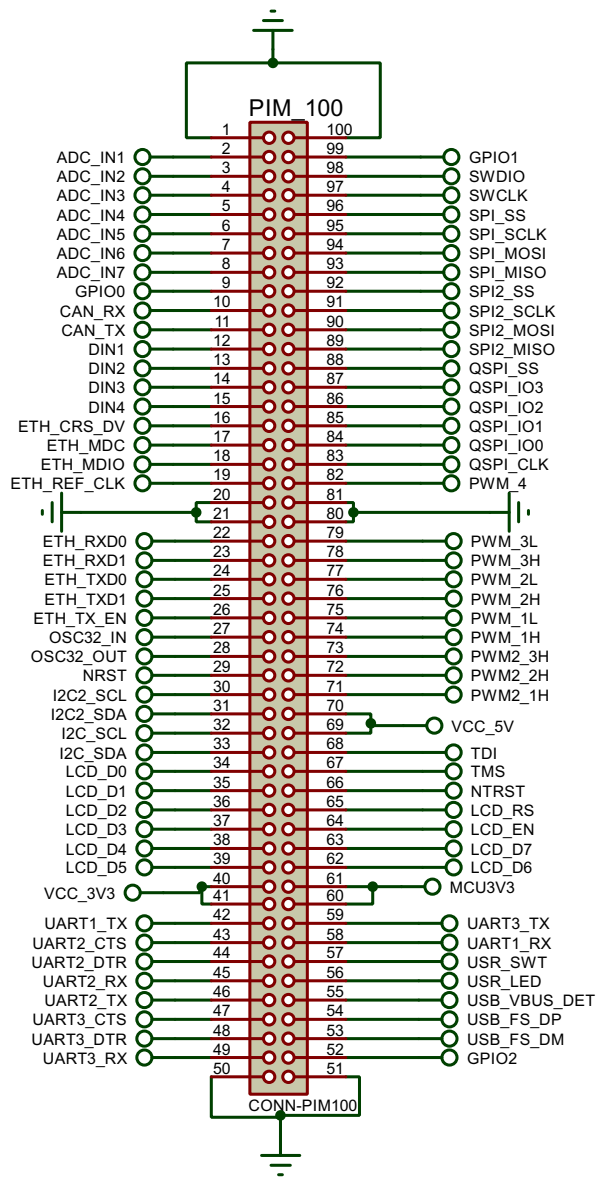 PIM_100
1 100
ADC_IN1 2 99 GPIO1
ADC_IN2 3 98 SWDIO
ADC_IN3 4 97 SWCLK
ADC_IN4 5 96 SPI_SS
ADC_IN5 6 95 SPI_SCLK
ADC_IN6 7 94 SPI_MOSI
ADC_IN7 8 93 SPI_MISO
GPIO0 9 92 SPI2_SS
CAN_RX 10 91 SPI2_SCLK
CAN_TX 11 90 SPI2_MOSI
DIN1 12 89 SPI2_MISO
DIN2 13 88 QSPI_SS
DIN3 14 87 QSPI_IO3
DIN4 15 86 QSPI_IO2
ETH_CRS_DV 16 85 QSPI_IO1
ETH_MDC 17 84 QSPI_IO0
ETH_MDIO 18 83 QSPI_CLK
ETH_REF_CLK 19 82 PWM_4
20 81
21 80
ETH_RXD0 22 79 PWM_3L
ETH_RXD1 23 78 PWM_3H
ETH_TXD0 24 77 PWM_2L
ETH_TXD1 25 76 PWM_2H
ETH_TX_EN 26 75 PWM_1L
OSC32_IN 27 74 PWM_1H
OSC32_OUT 28 73 PWM2_3H
NRST 29 72 PWM2_2H
I2C2_SCL 30 71 PWM2_1H
I2C2_SDA 31 70
I2C_SCL 32 69 VCC_5V
I2C_SDA 33 68 TDI
LCD_D0 34 67 TMS
LCD_D1 35 66 NTRST
LCD_D2 36 65 LCD_RS
LCD_D3 37 64 LCD_EN
LCD_D4 38 63 LCD_D7
LCD_D5 39 62 LCD_D6
VCC_3V3 40 61 MCU3V3
41 60
UART1_TX 42 59 UART3_TX
UART2_CTS 43 58 UART1_RX
UART2_DTR 44 57 USR_SWT
UART2_RX 45 56 USR_LED
UART2_TX 46 55 USB_VBUS_DET
UART3_CTS 47 54 USB_FS_DP
UART3_DTR 48 53 USB_FS_DM
UART3_RX 49 52 GPIO2
50 51
CONN-PIM100